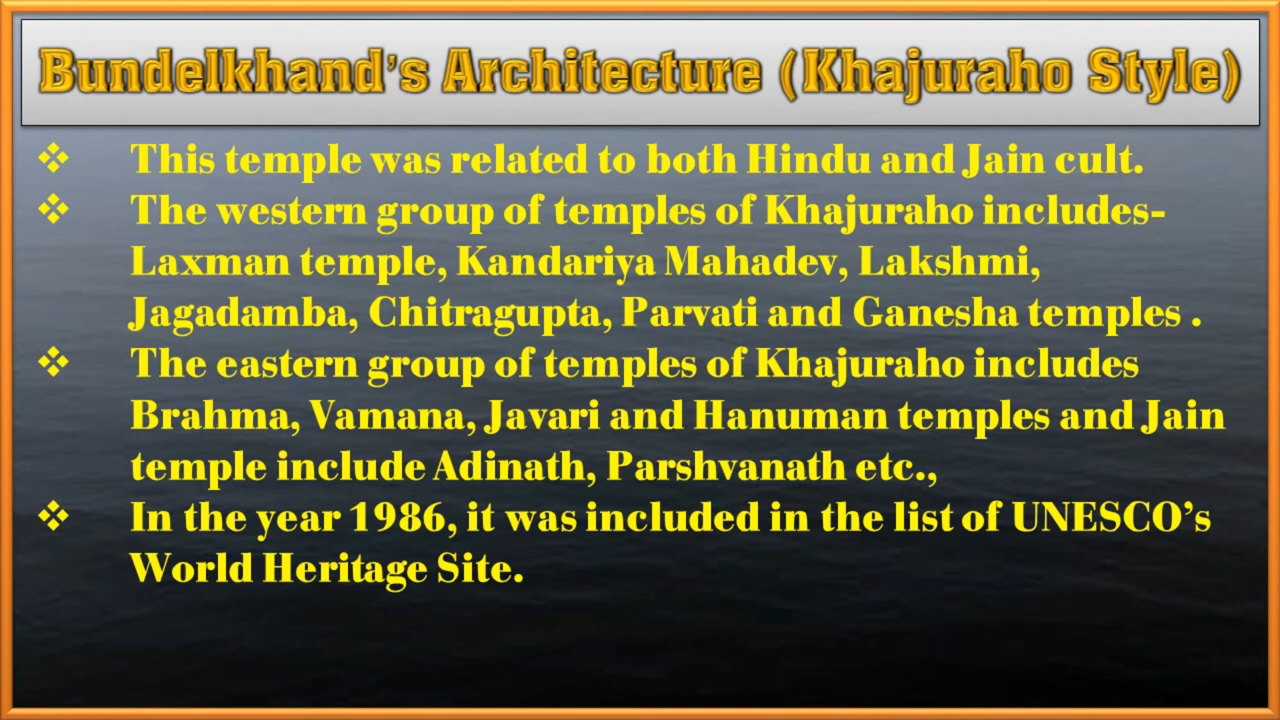 Bundelkhand's Architecture (Khajuraho Style)
❖ This temple was related to both Hindu and Jain cult.
❖ The western group of temples of Khajuraho includes-
Laxman temple, Kandariya Mahadev, Lakshmi,
Jagadamba, Chitragupta, Parvati and Ganesha temples .
❖ The eastern group of temples of Khajuraho includes
Brahma, Vamana, Javari and Hanuman temples and Jain
temple include Adinath, Parshvanath etc.,
❖ In the year 1986, it was included in the list of UNESCO’s
World Heritage Site.